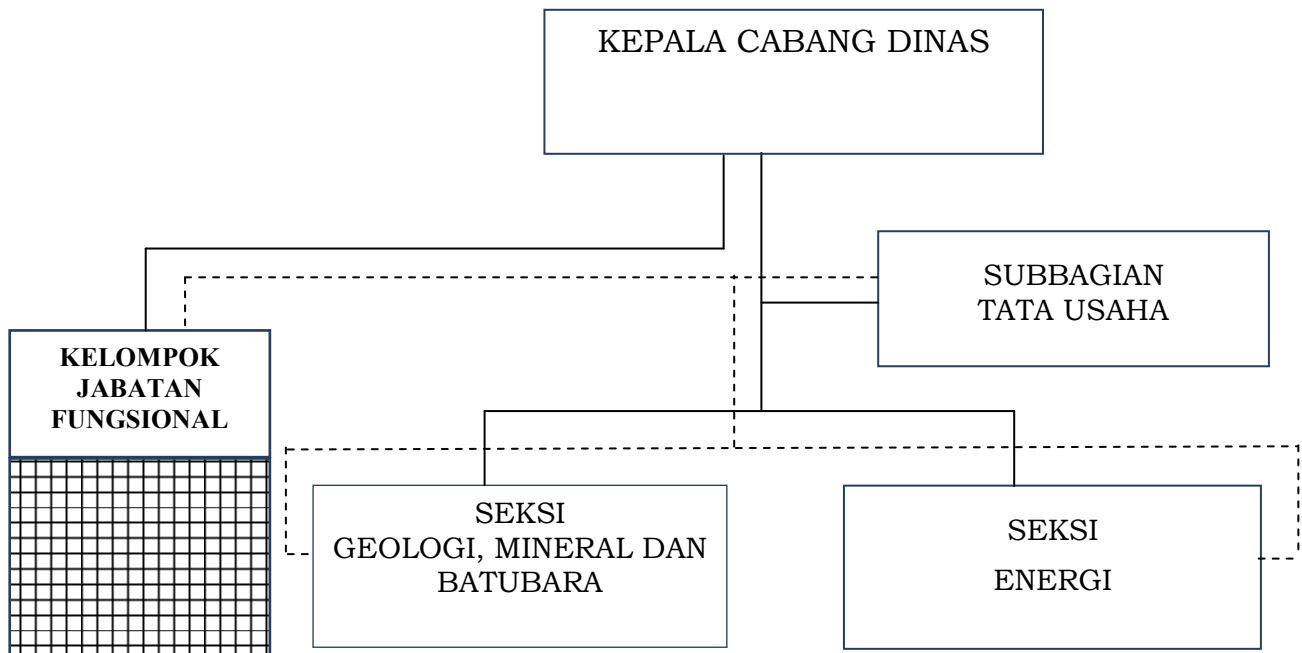 KEPALA CABANG DINAS
SUBBAGIAN
TATA USAHA
KELOMPOK
JABATAN
FUNGSIONAL
SEKSI
GEOLOGI, MINERAL DAN
BATUBARA
SEKSI
ENERGI